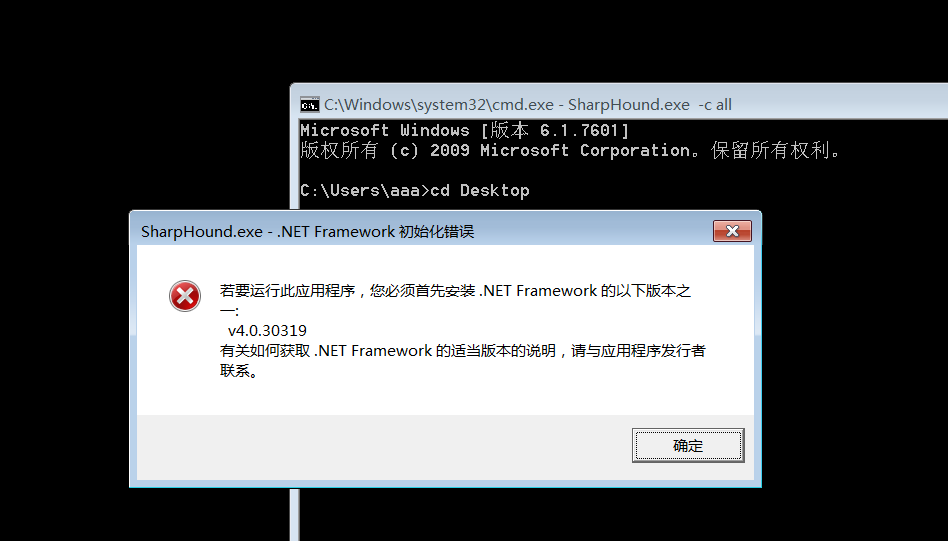 C:\Windows\system32\cmd.exe - SharpHound.exe -c all
Microsoft Windows [版本 6.1.7601]
版权所有 (c) 2009 Microsoft Corporation。保留所有权利。
C:\Users\aaa>cd Desktop
SharpHound.exe - .NET Framework 初始化错误
若要运行此应用程序，您必须首先安装 .NET Framework 的以下版本之
一:
v4.0.30319
有关如何获取 .NET Framework 的适当版本的说明，请与应用程序发行者
联系。
确定